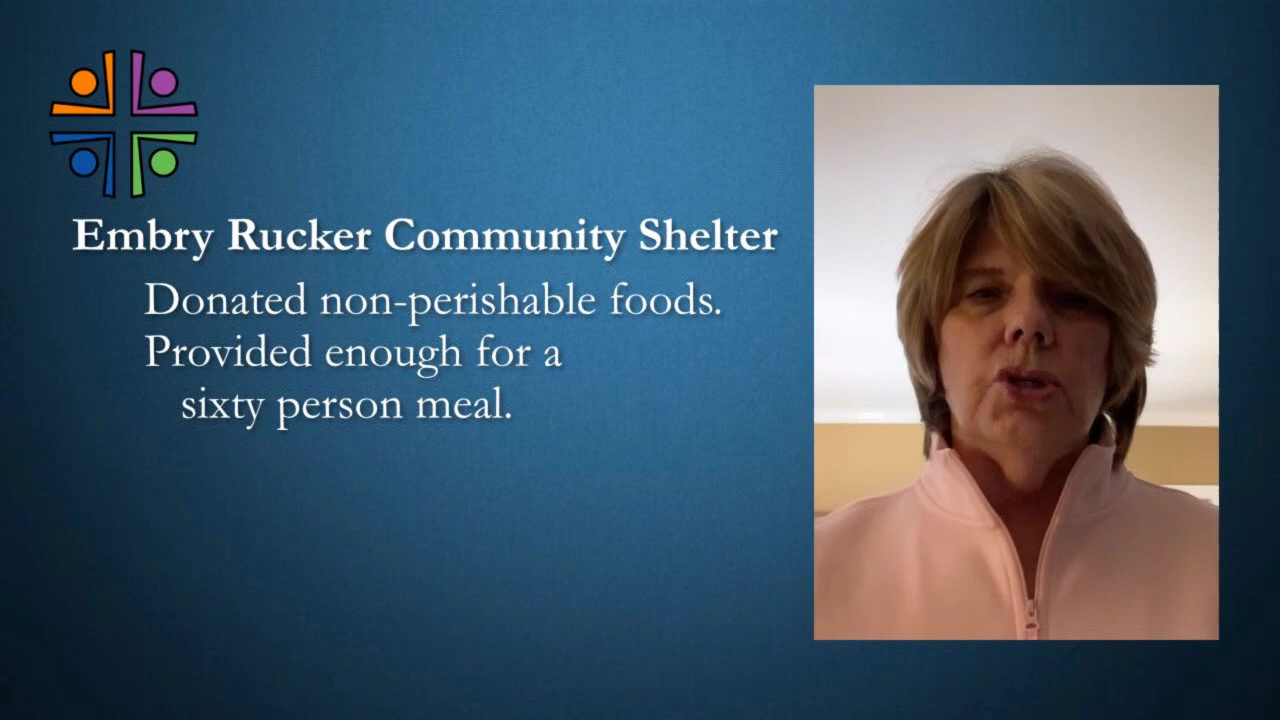 Embry Rucker Community Shelter
Donated non-perishable foods.
Provided enough for a
sixty person meal.